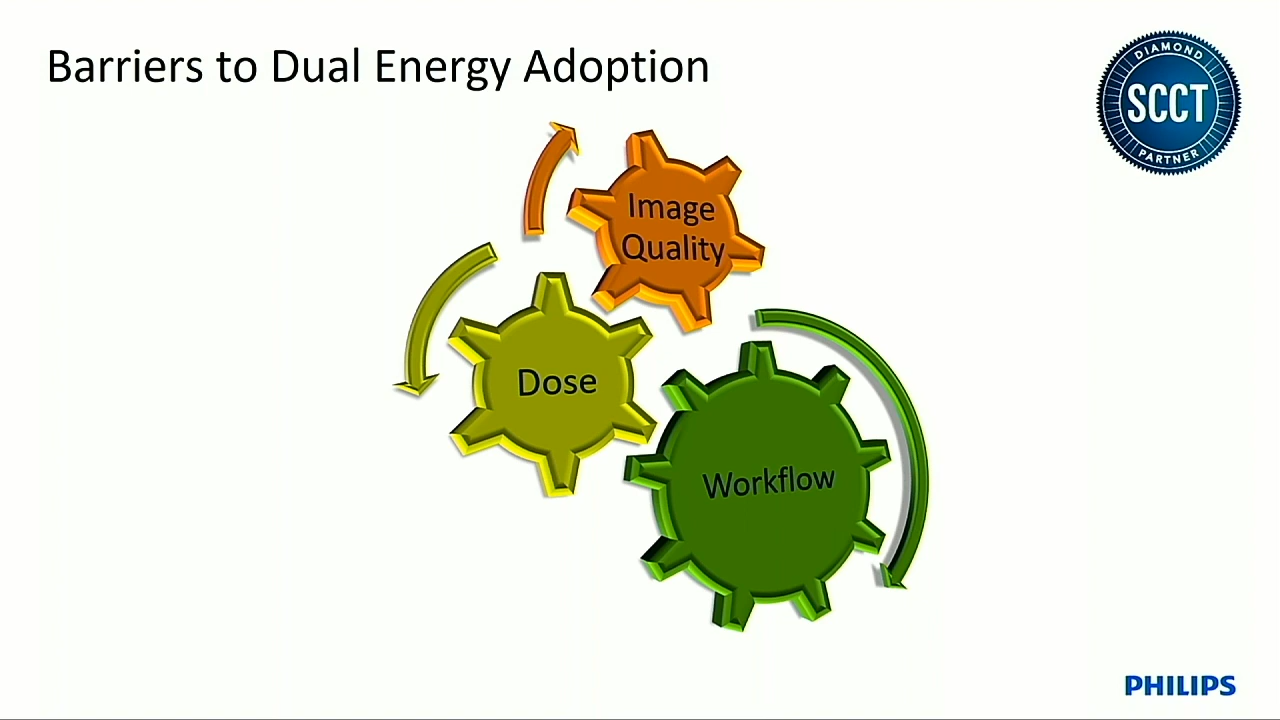 Barriers to Dual Energy Adoption
DIAMOND
SCCT
PARTNER
Image
Quality
Dose
Workflow
PHILIPS